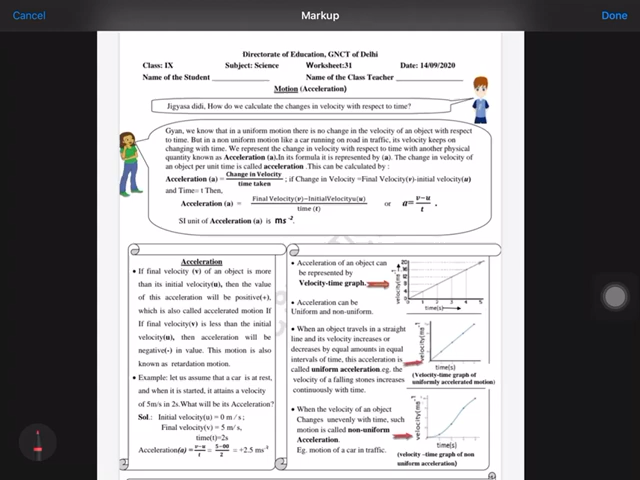 Cancel
Markup
Done
Directorate of Education, GNCT of Delhi
Class: IX Subject: Science Worksheet:31 Date: 14/09/2020
Name of the Student ______________ Name of the Class Teacher ________________
Motion (Acceleration)
Jigyasa didi, How do we calculate the changes in velocity with respect to time?
Gyan, we know that in a uniform motion there is no change in the velocity of an object with respect
to time. But in a non uniform motion like a car running on road in traffic, its velocity keeps on
changing with time. We represent the change in velocity with respect to time with another physical
quantity known as Acceleration (a).In its formula it is represented by (a). The change in velocity of
an object per unit time is called acceleration .This can be calculated by :
Acceleration (a) = Change in Velocity / time taken ; if Change in Velocity =Final Velocity(v)-initial velocity(u)
and Time= t Then,
Acceleration (a) = Final Velocity(v)−InitialVelocityu(u) / time (t) or a= v−u / t .
SI unit of Acceleration (a) is ms⁻².
Acceleration
• If final velocity (v) of an object is more
than its initial velocity(u), then the value
of this acceleration will be positive(+),
which is also called accelerated motion If
If final velocity(v) is less than the initial
velocity(u), then acceleration will be
negative(-) in value. This motion is also
known as retardation motion.
• Example: let us assume that a car is at rest,
and when it is started, it attains a velocity
of 5m/s in 2s.What will be its Acceleration?
Sol.: Initial velocity(u) = 0 m / s ;
Final velocity(v) = 5 m/s,
time(t)=2s
Acceleration(a) = v−u / t = 5−00 / 2 = +2.5 ms⁻²
• Acceleration of an object can
be represented by
Velocity-time graph.
• Acceleration can be
Uniform and non-uniform.
• When an object travels in a straight
line and its velocity increases or
decreases by equal amounts in equal
intervals of time, this acceleration is
called uniform acceleration.eg. the
velocity of a falling stones increases
continuously with time.
• When the velocity of an object
Changes unevenly with time, such
motion is called non-uniform
Acceleration.
Eg. motion of a car in traffic.
time(s)
velocity(ms⁻¹
time(s)
(Velocity-time graph of
uniformly accelerated motion)
velocity(ms⁻¹
time(s)
(velocity –time graph of non
uniform acceleration)